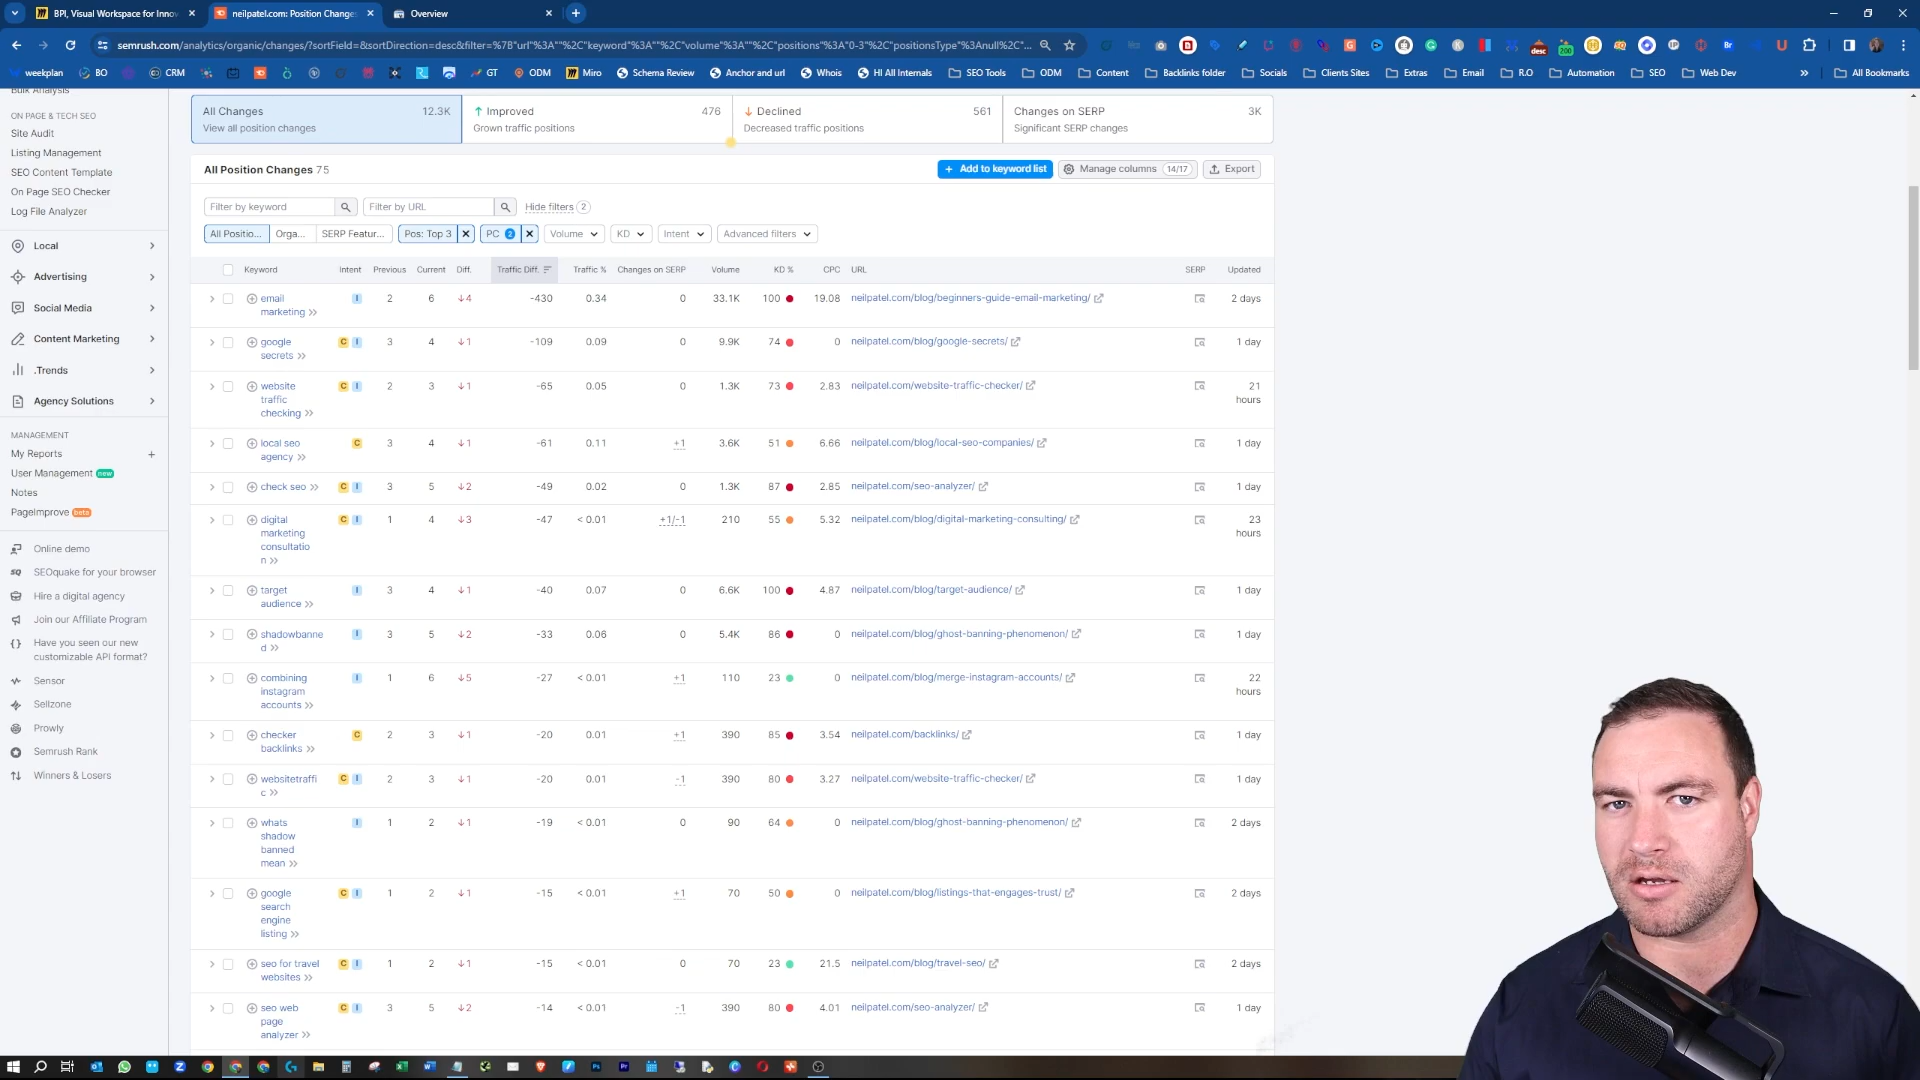 BPI, Visual Workspace for Innov
neilpatel.com: Position Changes
Overview
semrush.com/analytics/organic/changes/?sortField=&sortDirection=desc&filter=%7B"url"%3A""%2C"keyword"%3A""%2C"volume"%3A""%2C"positions"%3A"0-3"%2C"positionsType"%3Anull%2C"...
weekplan
BO
CRM
GT
ODM
Miro
Schema Review
Anchor and url
Whois
HI All Internals
SEO Tools
ODM
Content
Backlinks folder
Socials
Clients Sites
Extras
Email
R.O
Automation
SEO
Web Dev
All Bookmarks
Bulk Analysis
ON PAGE & TECH SEO
Site Audit
Listing Management
SEO Content Template
On Page SEO Checker
Log File Analyzer
Local
Advertising
Social Media
Content Marketing
.Trends
Agency Solutions
MANAGEMENT
My Reports +
User Management new
Notes
PageImprove beta
Online demo
SEOquake for your browser
Hire a digital agency
Join our Affiliate Program
Have you seen our new
customizable API format?
Sensor
Sellzone
Prowly
Semrush Rank
Winners & Losers
All Changes 12.3K
View all position changes
Improved 476
Grown traffic positions
Declined 561
Decreased traffic positions
Changes on SERP 3K
Significant SERP changes
All Position Changes 75
+ Add to keyword list
Manage columns 14/17
Export
Filter by keyword
Filter by URL
Hide filters 2
All Positio... Orga... SERP Featur... Pos: Top 3 PC 2 Volume KD Intent Advanced filters
Keyword Intent Previous Current Diff. Traffic Diff. Traffic % Changes on SERP Volume KD % CPC URL SERP Updated
email I 2 6 ↓4 -430 0.34 0 33.1K 100 19.08 neilpatel.com/blog/beginners-guide-email-marketing/ 2 days
marketing
google C I 3 4 ↓1 -109 0.09 0 9.9K 74 0 neilpatel.com/blog/google-secrets/ 1 day
secrets
website C I 2 3 ↓1 -65 0.05 0 1.3K 73 2.83 neilpatel.com/website-traffic-checker/ 21
traffic hours
checking
local seo C 3 4 ↓1 -61 0.11 +1 3.6K 51 6.66 neilpatel.com/blog/local-seo-companies/ 1 day
agency
check seo C I 3 5 ↓2 -49 0.02 0 1.3K 87 2.85 neilpatel.com/seo-analyzer/ 1 day
digital C I 1 4 ↓3 -47 < 0.01 +1/-1 210 55 5.32 neilpatel.com/blog/digital-marketing-consulting/ 23
marketing hours
consultatio
n
target I 3 4 ↓1 -40 0.07 0 6.6K 100 4.87 neilpatel.com/blog/target-audience/ 1 day
audience
shadowbanne I 3 5 ↓2 -33 0.06 0 5.4K 86 0 neilpatel.com/blog/ghost-banning-phenomenon/ 1 day
d
combining I 1 6 ↓5 -27 < 0.01 +1 110 23 0 neilpatel.com/blog/merge-instagram-accounts/ 22
instagram hours
accounts
checker C 2 3 ↓1 -20 0.01 +1 390 85 3.54 neilpatel.com/backlinks/ 1 day
backlinks
websitetraffi C I 2 3 ↓1 -20 0.01 -1 390 80 3.27 neilpatel.com/website-traffic-checker/ 1 day
c
whats I 1 2 ↓1 -19 < 0.01 0 90 64 0 neilpatel.com/blog/ghost-banning-phenomenon/ 2 days
shadow
banned
mean
google C I 1 2 ↓1 -15 < 0.01 +1 70 50 0 neilpatel.com/blog/listings-that-engages-trust/ 2 days
search
engine
listing
seo for travel C I 1 2 ↓1 -15 < 0.01 0 70 23 21.5 neilpatel.com/blog/travel-seo/ 2 days
websites
seo web C I 3 5 ↓2 -14 < 0.01 -1 390 80 4.01 neilpatel.com/seo-analyzer/ 1 day
page
analyzer